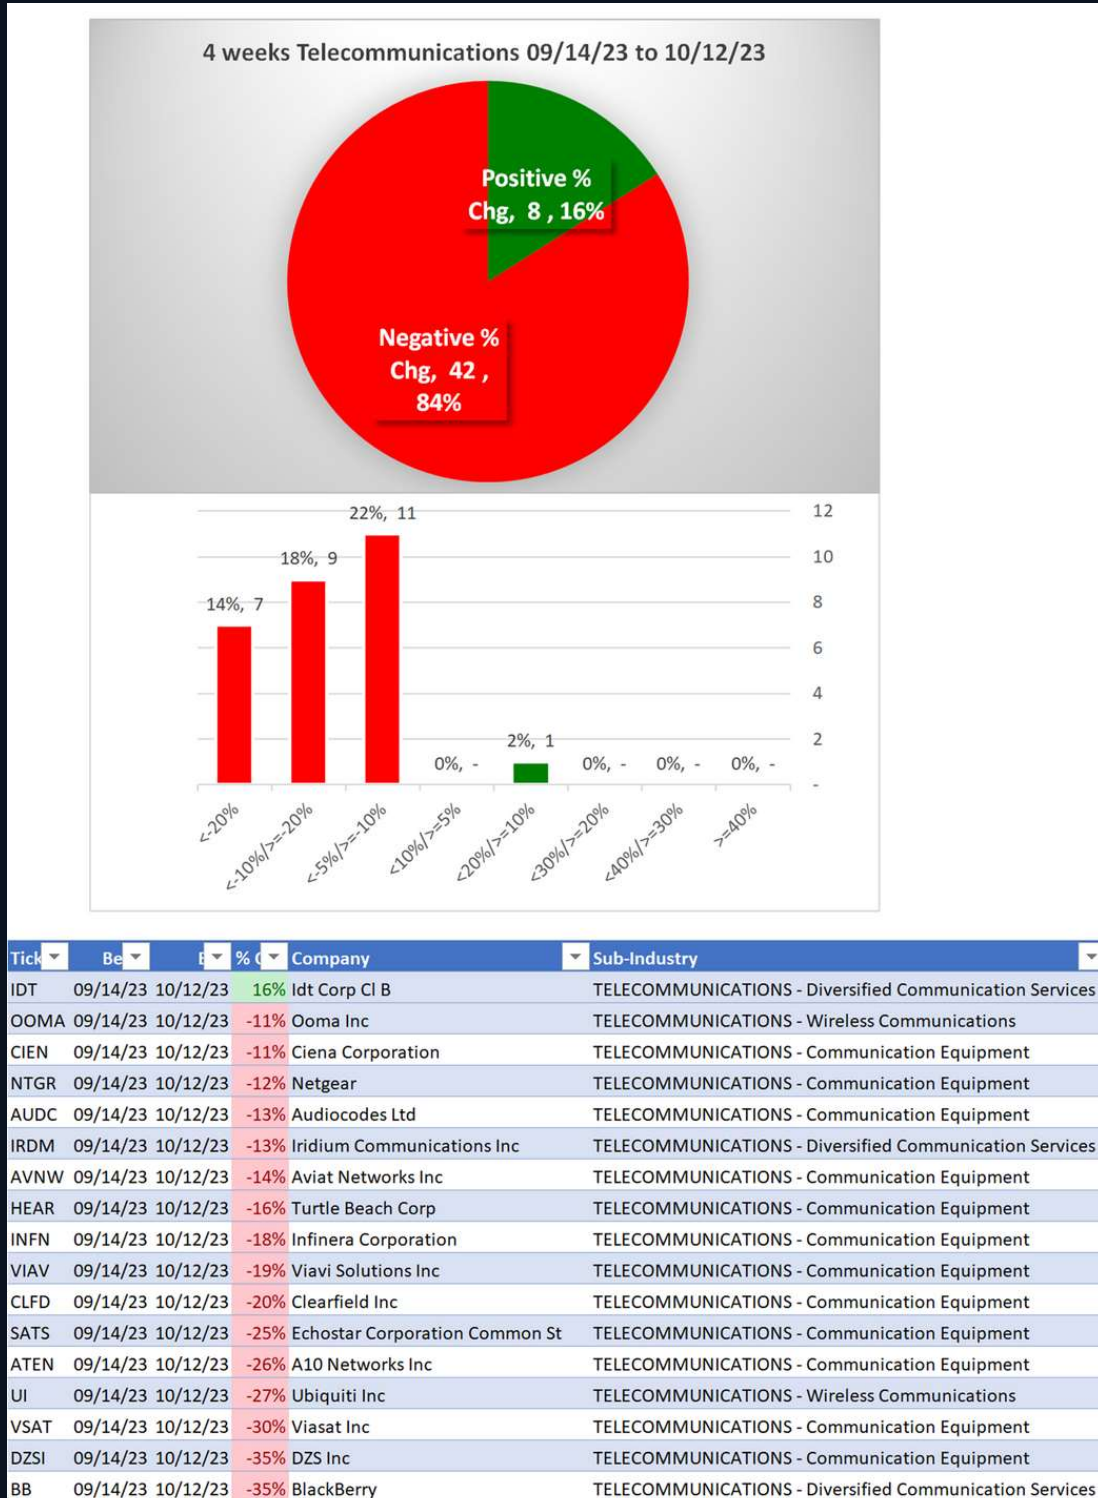 4 weeks Telecommunications 09/14/23 to 10/12/23
Positive %
Chg, 8 , 16%
Negative %
Chg, 42 ,
84%
22%, 11
18%, 9
14%, 7
0%, -
2%, 1
0%, -
0%, -
0%, -
12
10
8
6
4
2
-
<-20%
<-10%/>=-20%
<-5%/>=-10%
<10%/>=5%
<20%/>=10%
<30%/>=20%
<40%/>=30%
>=40%
Tick Be E % C Company Sub-Industry
IDT 09/14/23 10/12/23 16% Idt Corp Cl B TELECOMMUNICATIONS - Diversified Communication Services
OOMA 09/14/23 10/12/23 -11% Ooma Inc TELECOMMUNICATIONS - Wireless Communications
CIEN 09/14/23 10/12/23 -11% Ciena Corporation TELECOMMUNICATIONS - Communication Equipment
NTGR 09/14/23 10/12/23 -12% Netgear TELECOMMUNICATIONS - Communication Equipment
AUDC 09/14/23 10/12/23 -13% Audiocodes Ltd TELECOMMUNICATIONS - Communication Equipment
IRDM 09/14/23 10/12/23 -13% Iridium Communications Inc TELECOMMUNICATIONS - Diversified Communication Services
AVNW 09/14/23 10/12/23 -14% Aviat Networks Inc TELECOMMUNICATIONS - Communication Equipment
HEAR 09/14/23 10/12/23 -16% Turtle Beach Corp TELECOMMUNICATIONS - Communication Equipment
INFN 09/14/23 10/12/23 -18% Infinera Corporation TELECOMMUNICATIONS - Communication Equipment
VIAV 09/14/23 10/12/23 -19% Viavi Solutions Inc TELECOMMUNICATIONS - Communication Equipment
CLFD 09/14/23 10/12/23 -20% Clearfield Inc TELECOMMUNICATIONS - Communication Equipment
SATS 09/14/23 10/12/23 -25% Echostar Corporation Common St TELECOMMUNICATIONS - Communication Equipment
ATEN 09/14/23 10/12/23 -26% A10 Networks Inc TELECOMMUNICATIONS - Communication Equipment
UI 09/14/23 10/12/23 -27% Ubiquiti Inc TELECOMMUNICATIONS - Wireless Communications
VSAT 09/14/23 10/12/23 -30% Viasat Inc TELECOMMUNICATIONS - Communication Equipment
DZSI 09/14/23 10/12/23 -35% DZS Inc TELECOMMUNICATIONS - Communication Equipment
BB 09/14/23 10/12/23 -35% BlackBerry TELECOMMUNICATIONS - Diversified Communication Services